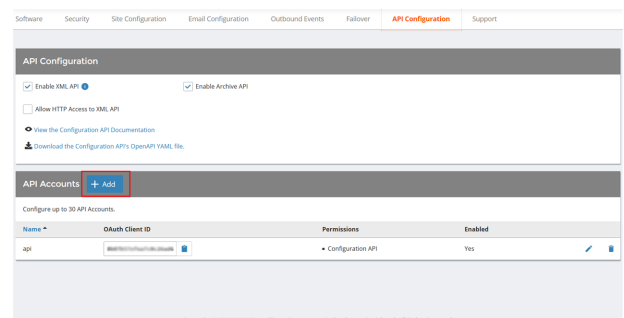 Software Security Site Configuration Email Configuration Outbound Events Failover API Configuration Support
API Configuration
Enable XML API Enable Archive API
Allow HTTP Access to XML API
View the Configuration API Documentation
Download the Configuration API's OpenAPI YAML file.
API Accounts + Add
Configure up to 30 API Accounts.
Name OAuth Client ID Permissions Enabled
api • Configuration API Yes